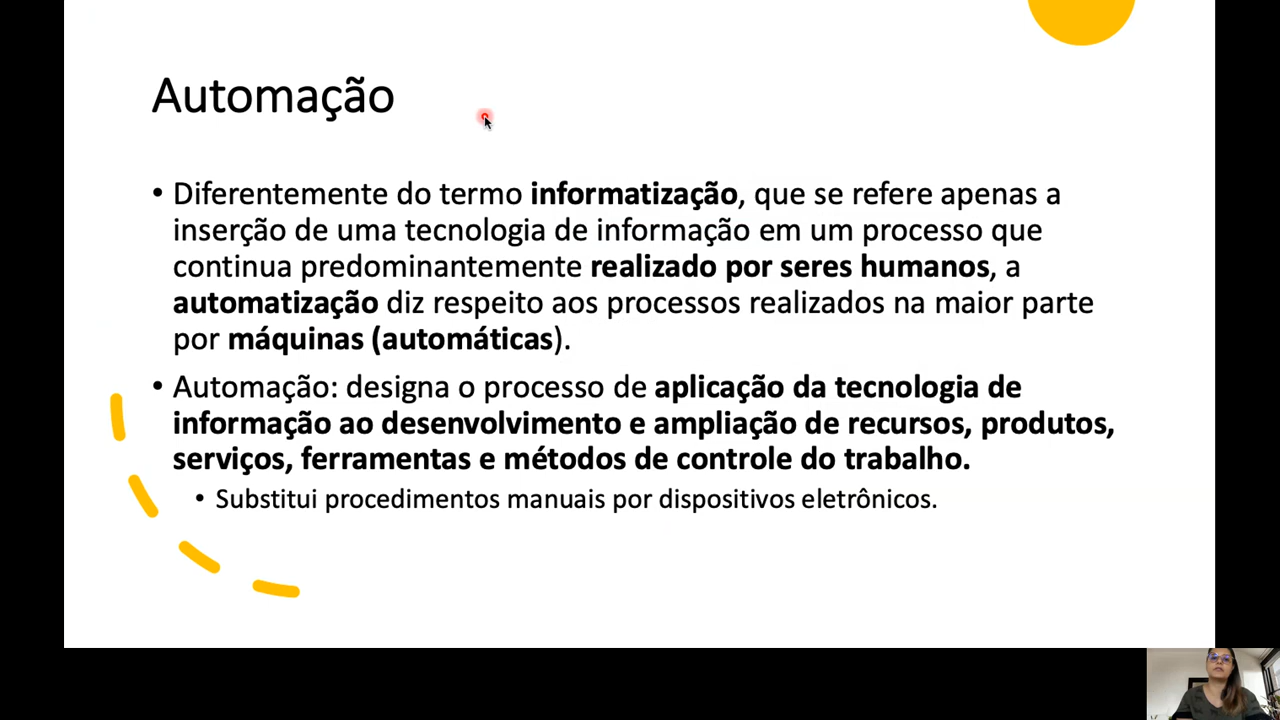 Automação
• Diferentemente do termo informatização, que se refere apenas a
inserção de uma tecnologia de informação em um processo que
continua predominantemente realizado por seres humanos, a
automatização diz respeito aos processos realizados na maior parte
por máquinas (automáticas).
• Automação: designa o processo de aplicação da tecnologia de
informação ao desenvolvimento e ampliação de recursos, produtos,
serviços, ferramentas e métodos de controle do trabalho.
• Substitui procedimentos manuais por dispositivos eletrônicos.